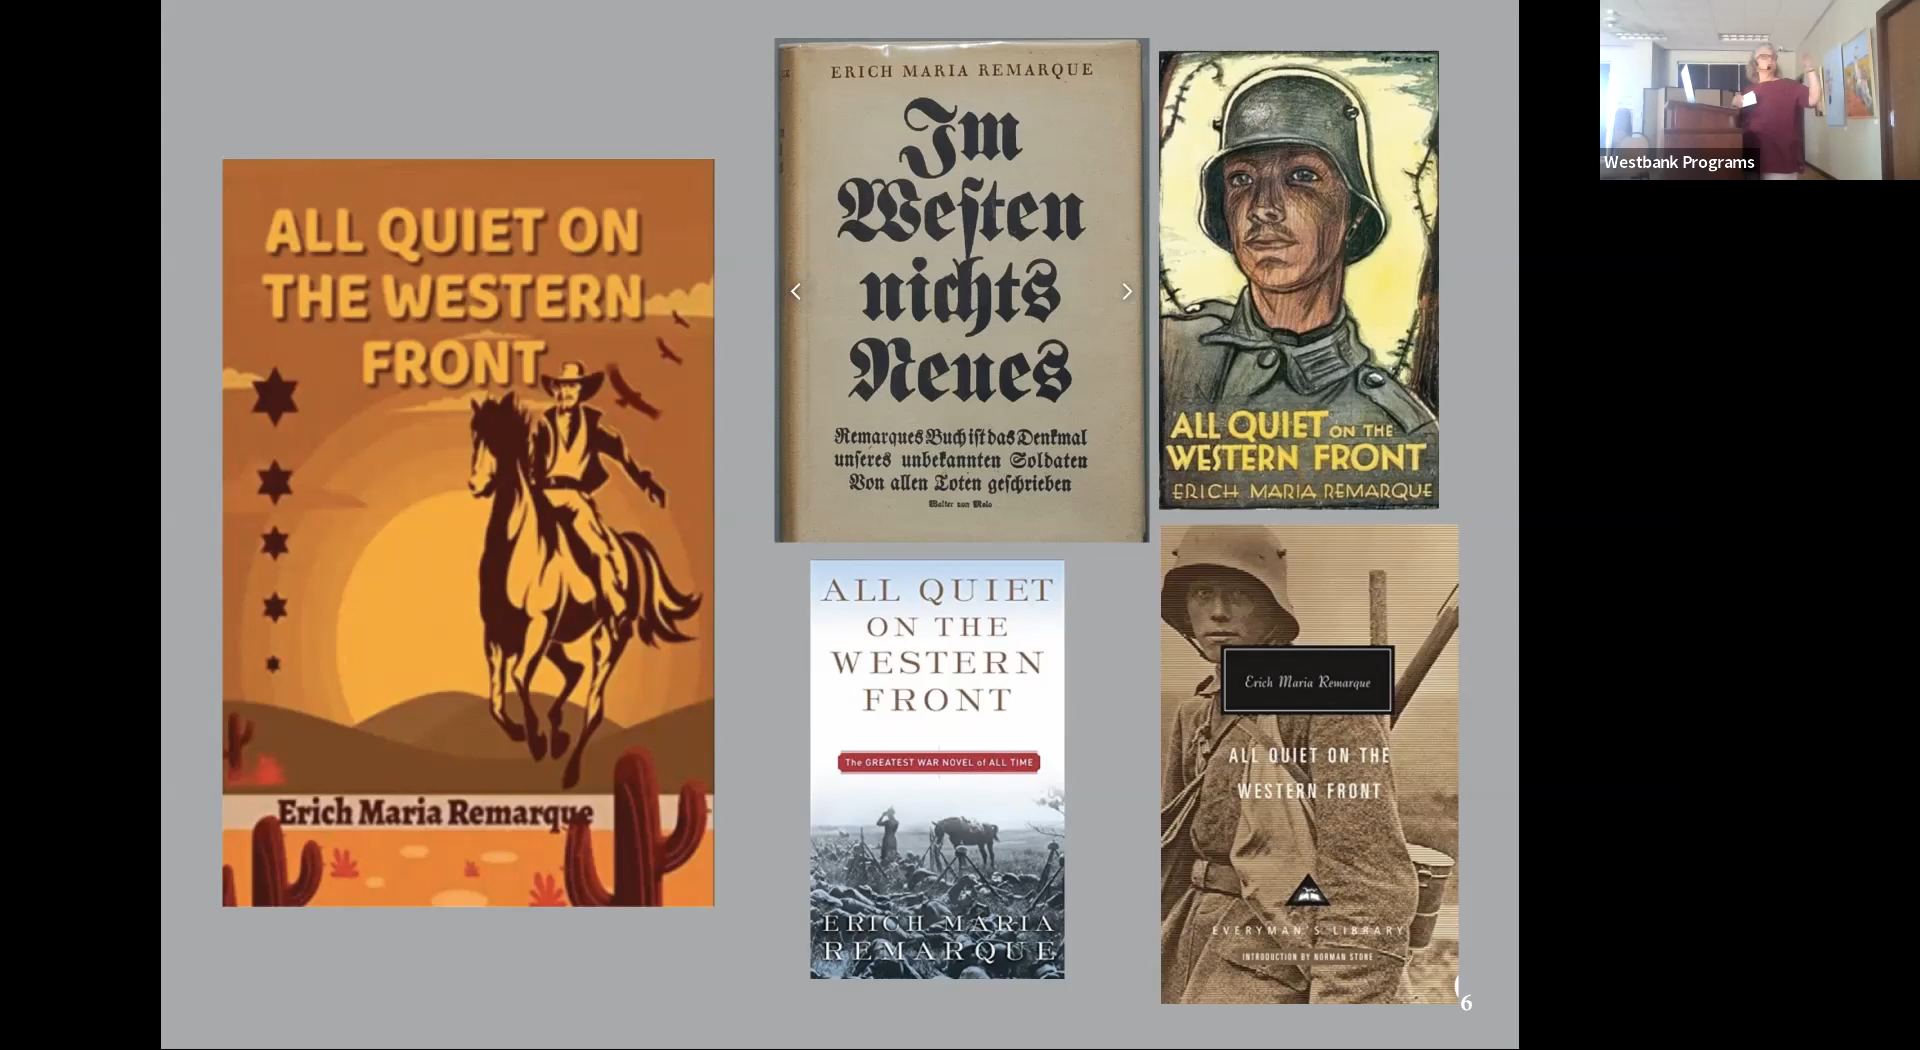 ALL QUIET ON
THE WESTERN
FRONT
Erich Maria Remarque
ERICH MARIA REMARQUE
Im
Weſten
nichts
Neues
Remarques Buch iſt das Denkmal
unſeres unbekannten Soldaten
Von allen Toten geſchrieben
Walter von Molo
ALL QUIET ON THE
WESTERN FRONT
ERICH MARIA REMARQUE
ALL QUIET
ON THE
WESTERN
FRONT
The GREATEST WAR NOVEL of ALL TIME
ERICH MARIA
REMARQUE
Erich Maria Remarque
ALL QUIET ON THE
WESTERN FRONT
EVERYMAN'S LIBRARY
INTRODUCTION BY NORMAN STONE
6
Westbank Programs